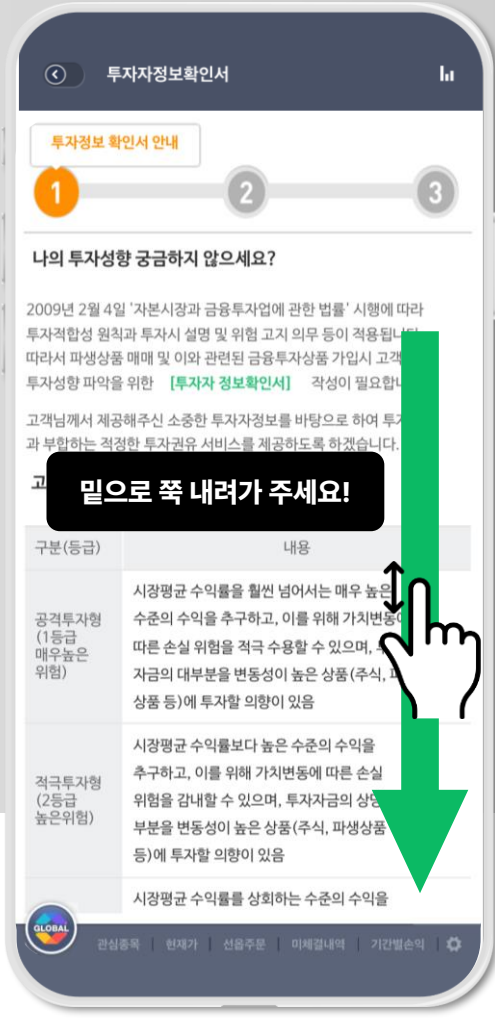 투자자정보확인서
투자정보 확인서 안내
1 2 3
나의 투자성향 궁금하지 않으세요?
2009년 2월 4일 '자본시장과 금융투자업에 관한 법률' 시행에 따라
투자적합성 원칙과 투자시 설명 및 위험 고지 의무 등이 적용됩니다.
따라서 파생상품 매매 및 이와 관련된 금융투자상품 가입시 고객
투자성향 파악을 위한 [투자자 정보확인서] 작성이 필요합니
고객님께서 제공해주신 소중한 투자자정보를 바탕으로 하여 투자
과 부합하는 적정한 투자권유 서비스를 제공하도록 하겠습니다.
고
밑으로 쭉 내려가 주세요!
구분(등급) 내용
공격투자형
(1등급
매우높은
위험)
시장평균 수익률을 훨씬 넘어서는 매우 높은
수준의 수익을 추구하고, 이를 위해 가치변동에
따른 손실 위험을 적극 수용할 수 있으며,
자금의 대부분을 변동성이 높은 상품(주식,
상품 등)에 투자할 의향이 있음
적극투자형
(2등급
높은위험)
시장평균 수익률보다 높은 수준의 수익을
추구하고, 이를 위해 가치변동에 따른 손실
위험을 감내할 수 있으며, 투자자금의 상당
부분을 변동성이 높은 상품(주식, 파생상품
등)에 투자할 의향이 있음
시장평균 수익률를 상회하는 수준의 수익을
GLOBAL
관심종목 | 현재가 | 선옵주문 | 미체결내역 | 기간별손익 |